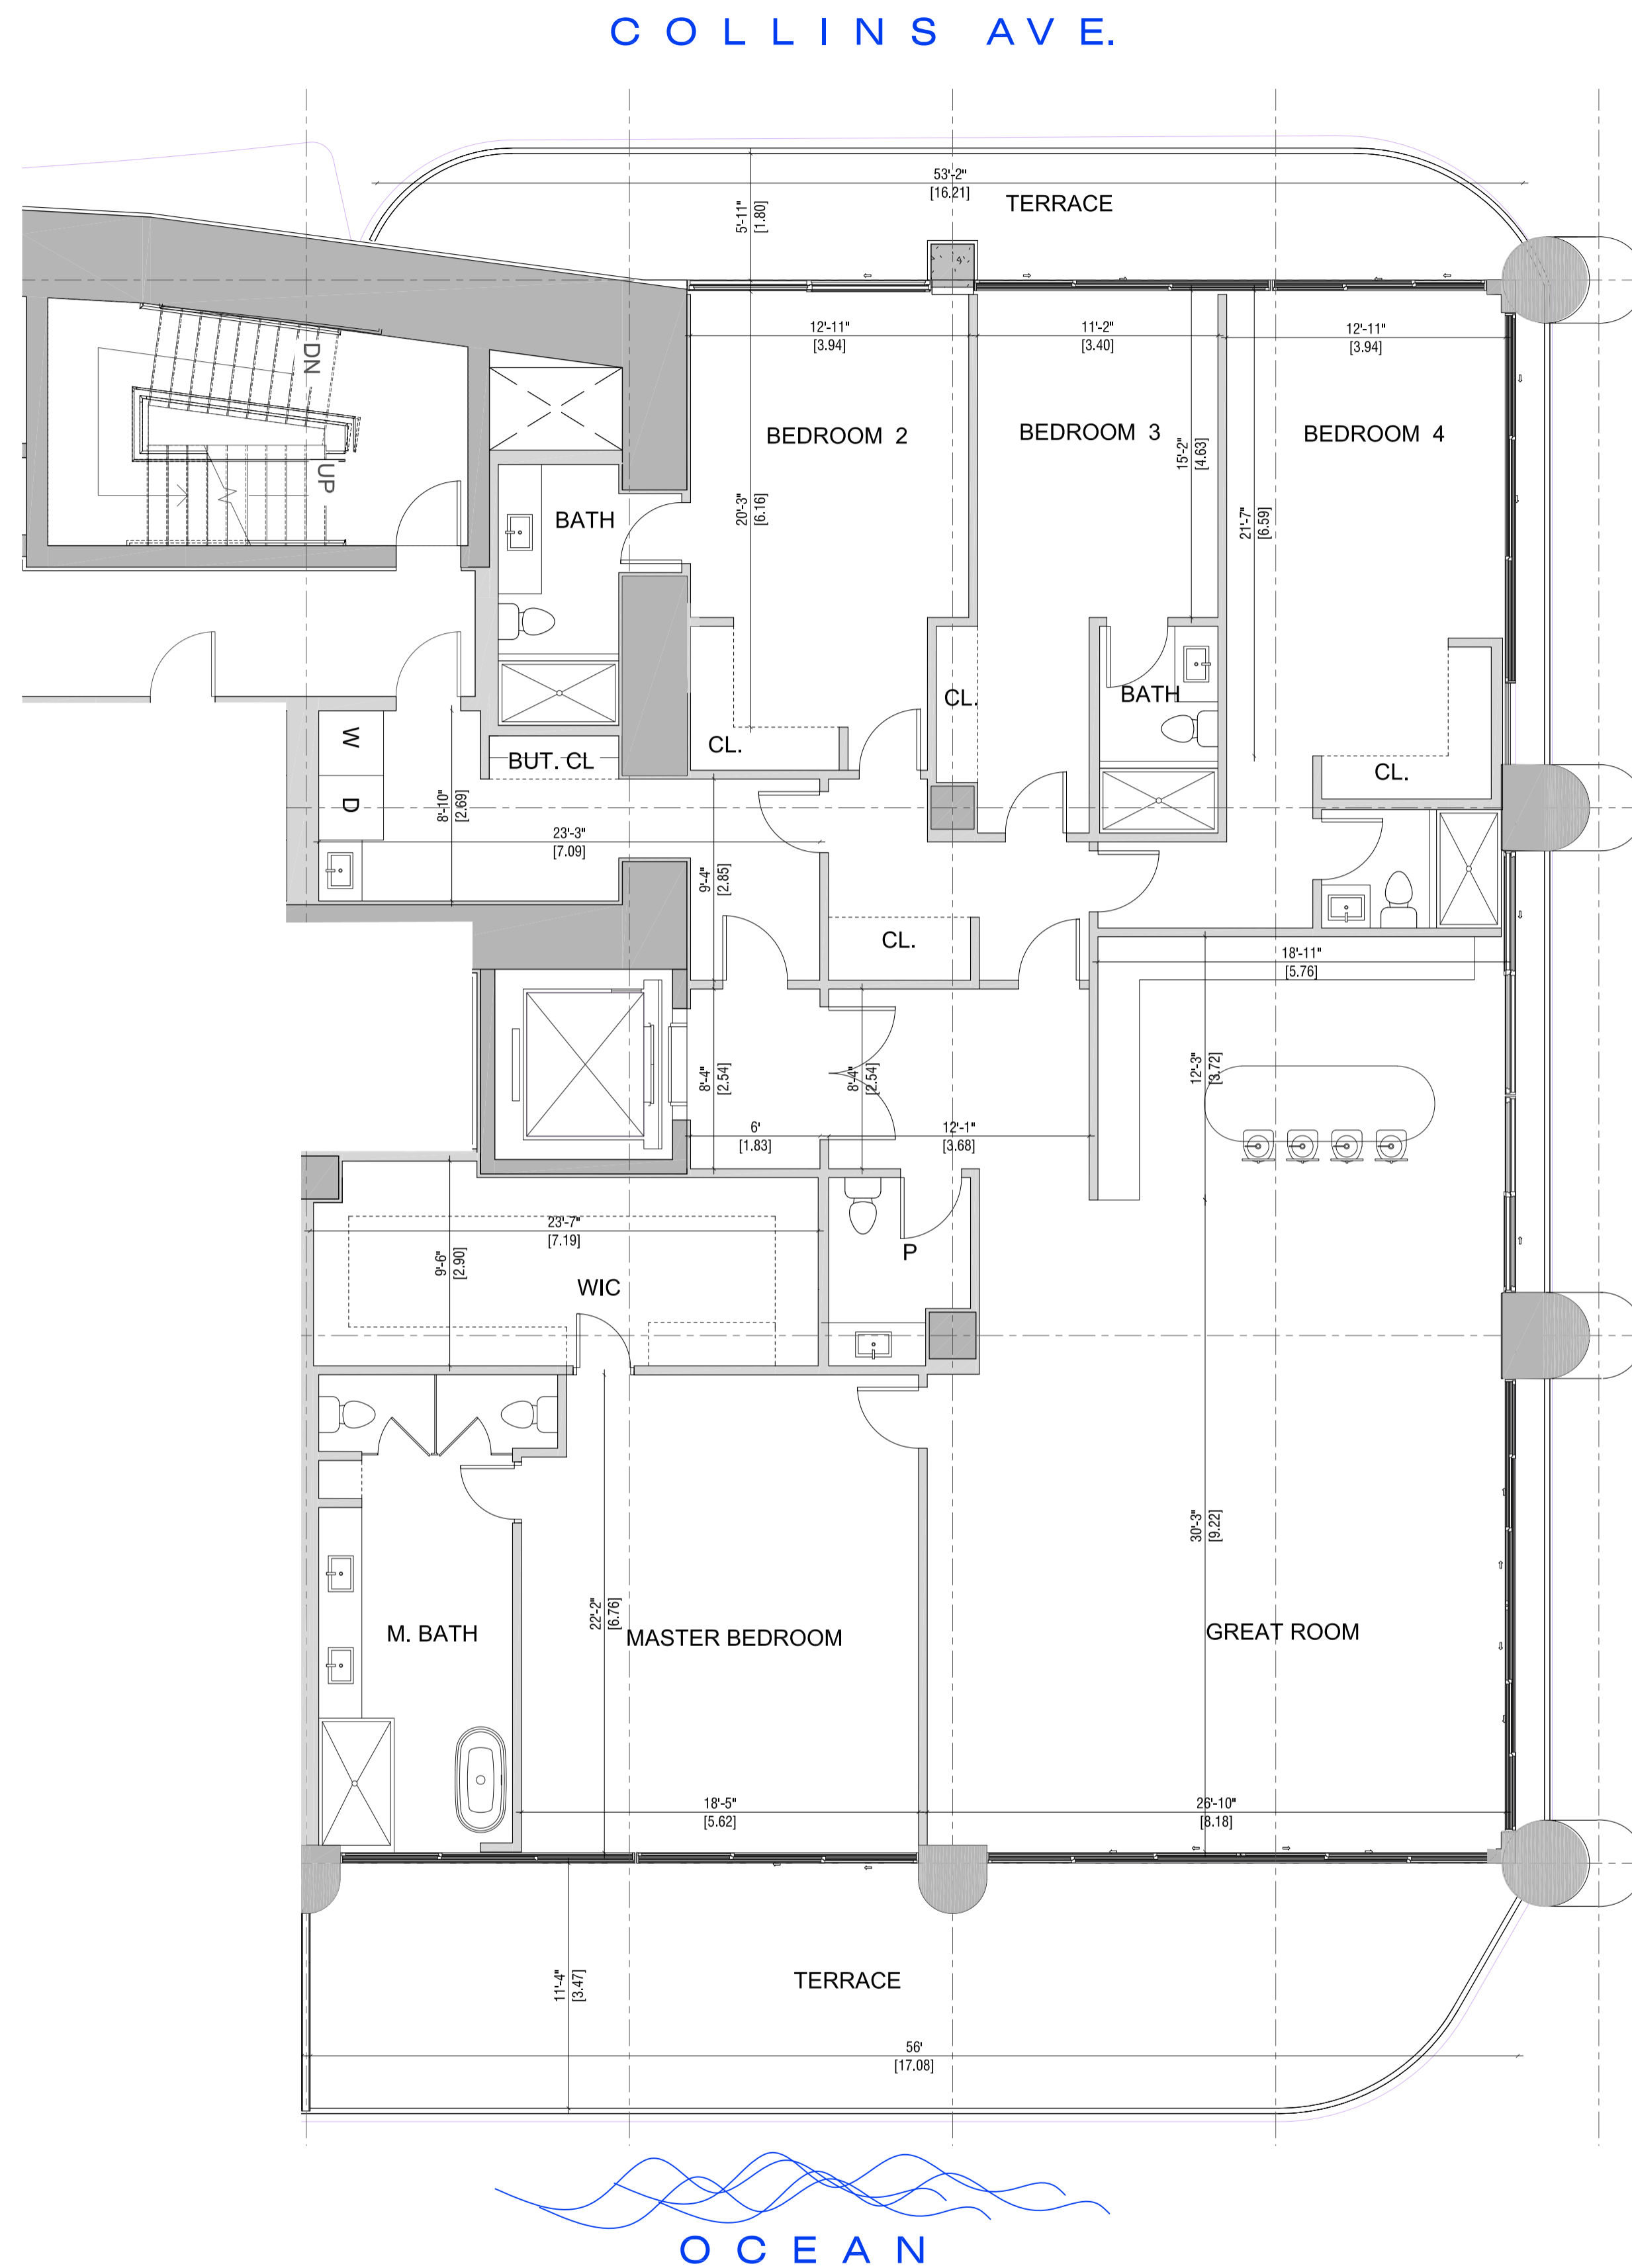 COLLINS AVE.
53'-2"
[16.21]
TERRACE
5'-11"
[1.80]
12'-11"
[3.94]
11'-2"
[3.40]
12'-11"
[3.94]
DN
UP
BEDROOM 2
BEDROOM 3
BEDROOM 4
15'-2"
[4.63]
20'-3"
[6.16]
21'-7"
[6.59]
BATH
BATH
CL.
CL.
CL.
W
D
BUT. CL
8'-10"
[2.69]
23'-3"
[7.09]
9'-4"
[2.85]
CL.
18'-11"
[5.76]
8'-4"
[2.54]
8'-4"
[2.54]
12'-3"
[3.72]
6'
[1.83]
12'-1"
[3.68]
23'-7"
[7.19]
9'-6"
[2.90]
P
WIC
30'-3"
[9.22]
22'-2"
[6.76]
M. BATH
MASTER BEDROOM
GREAT ROOM
18'-5"
[5.62]
26'-10"
[8.18]
11'-4"
[3.47]
TERRACE
56'
[17.08]
OCEAN